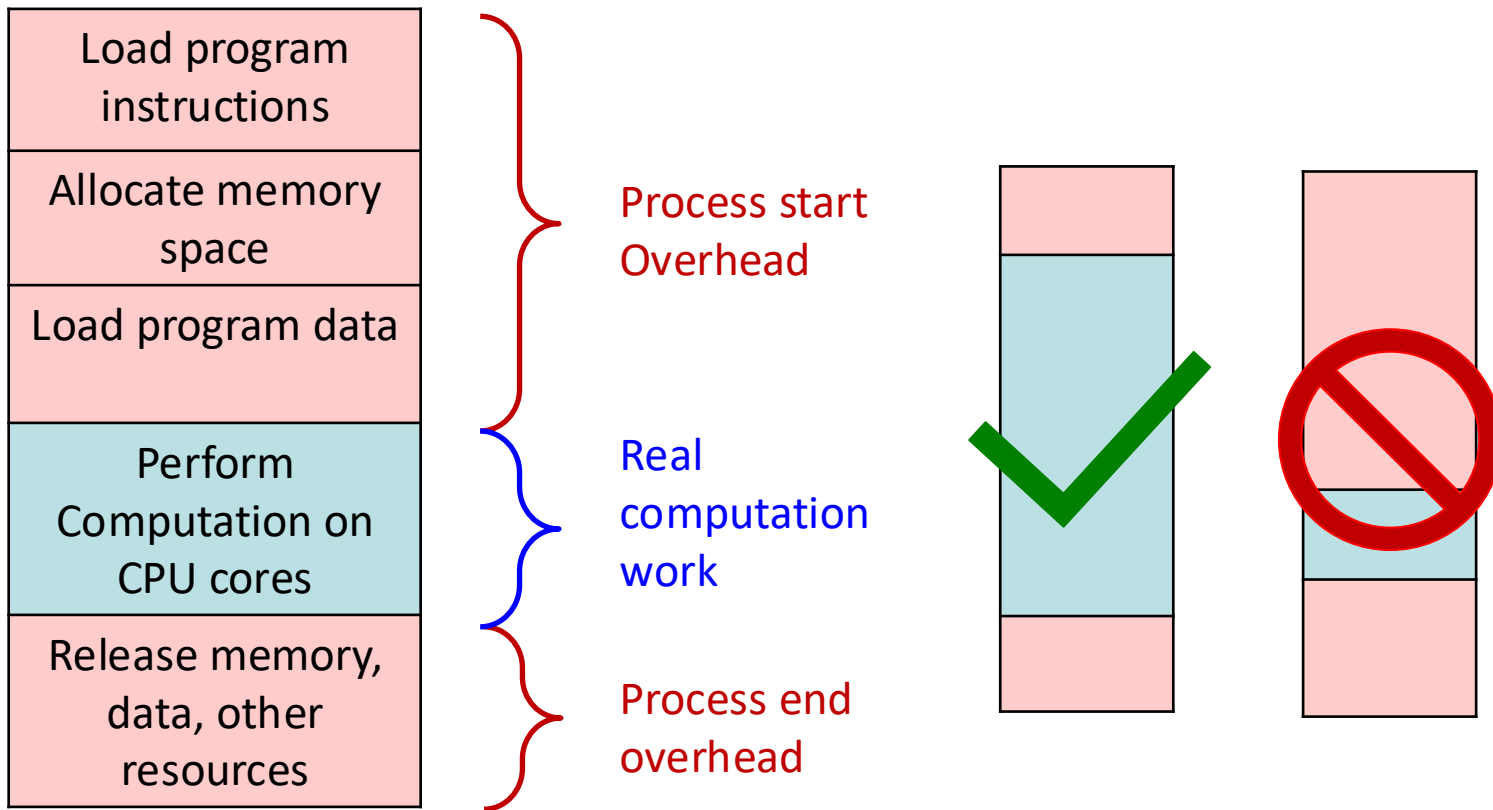 Load program
instructions
Allocate memory
space
Load program data
Perform
Computation on
CPU cores
Release memory,
data, other
resources
Process start
Overhead
Real
computation
work
Process end
overhead